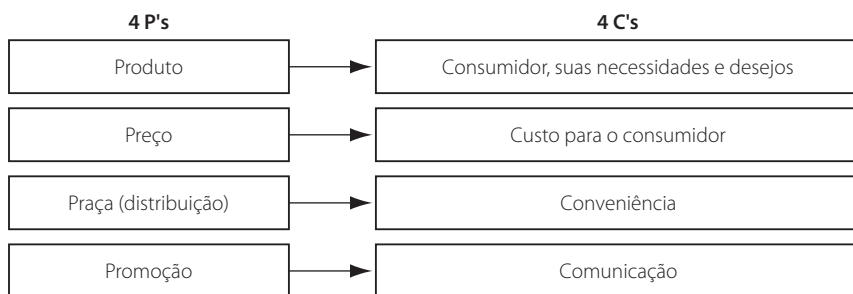 4 P's 4 C's
Produto Consumidor, suas necessidades e desejos
Preço Custo para o consumidor
Praça (distribuição) Conveniência
Promoção Comunicação